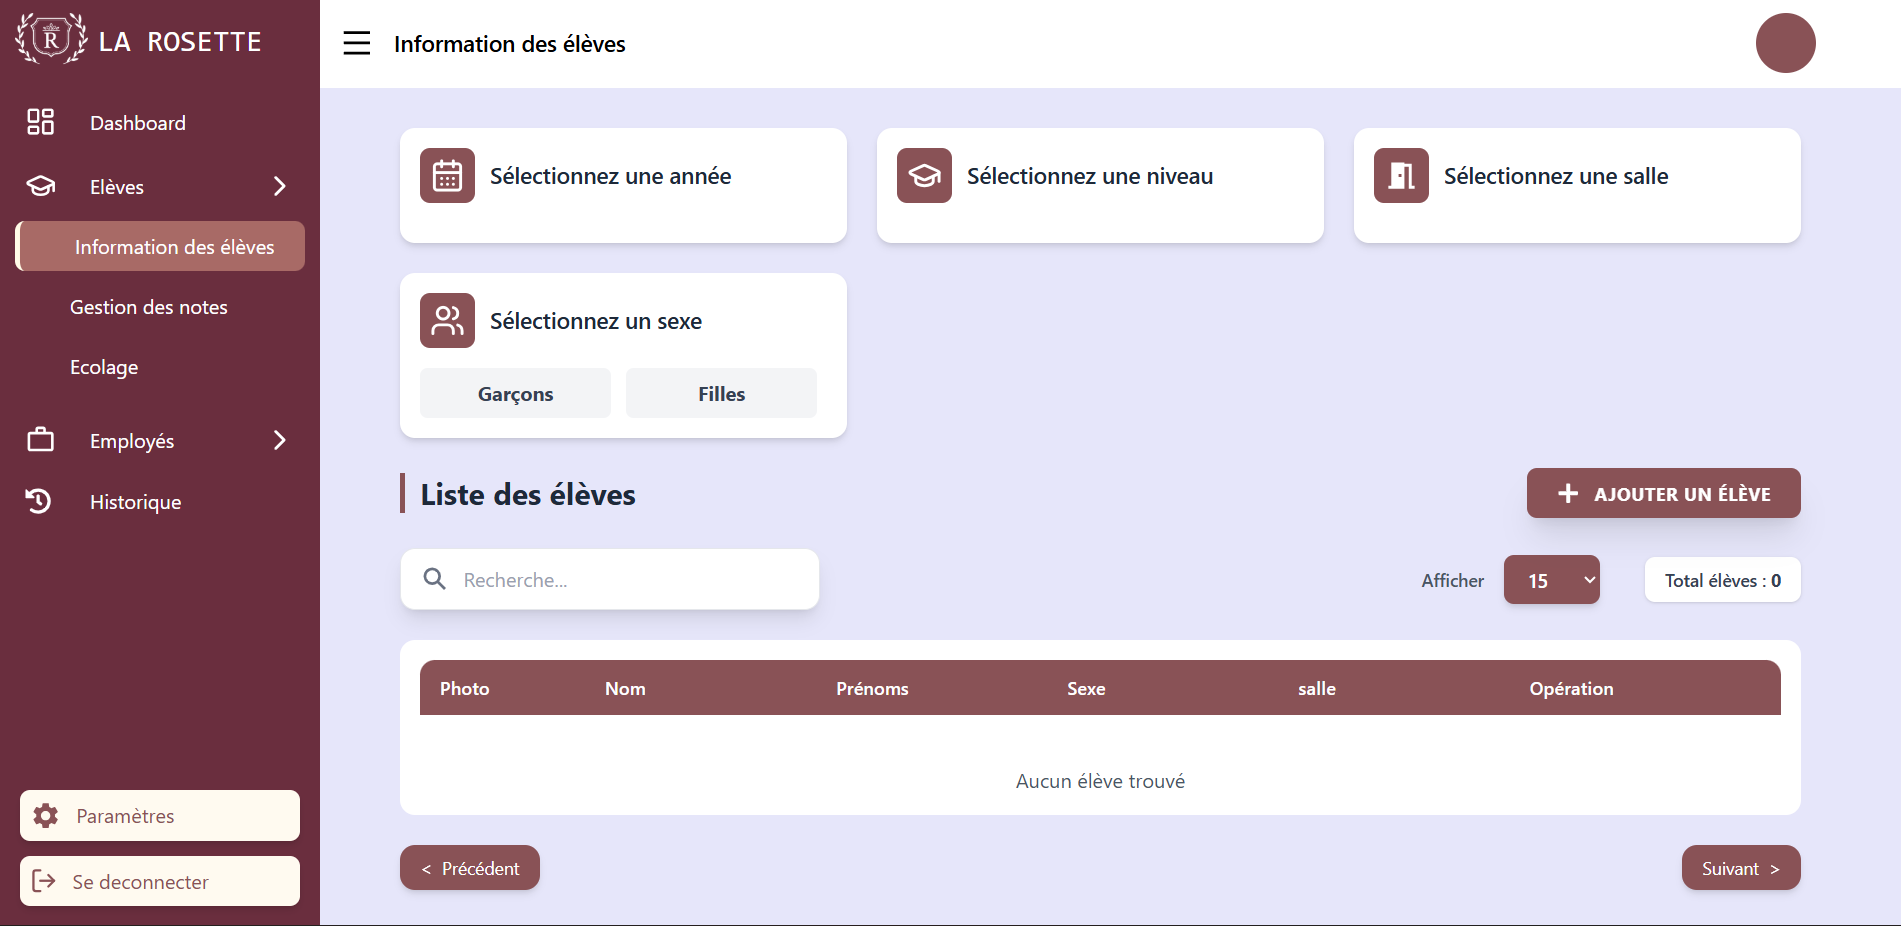 R
LA ROSETTE
Dashboard
Elèves
Information des élèves
Gestion des notes
Ecolage
Employés
Historique
Paramètres
Se deconnecter
Information des élèves
Sélectionnez une année
Sélectionnez une niveau
Sélectionnez une salle
Sélectionnez un sexe
Garçons Filles
Liste des élèves
AJOUTER UN ÉLÈVE
Recherche...
Afficher 15 Total élèves : 0
Photo Nom Prénoms Sexe salle Opération
Aucun élève trouvé
< Précédent
Suivant >